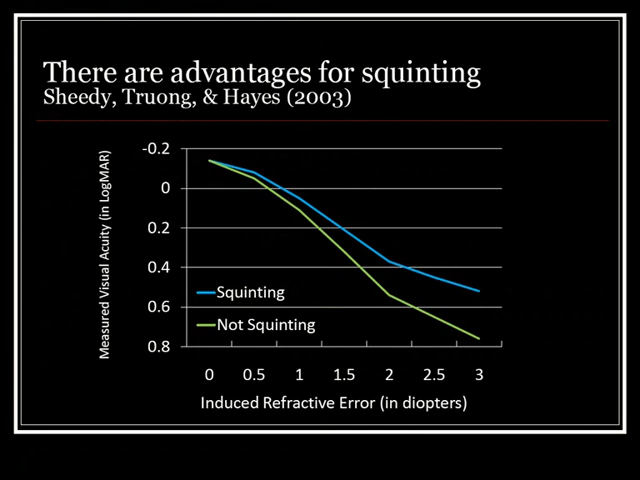 There are advantages for squinting
Sheedy, Truong, & Hayes (2003)
Measured Visual Acuity (in LogMAR)
-0.2
0
0.2
0.4
0.6
0.8
Squinting
Not Squinting
0 0.5 1 1.5 2 2.5 3
Induced Refractive Error (in diopters)